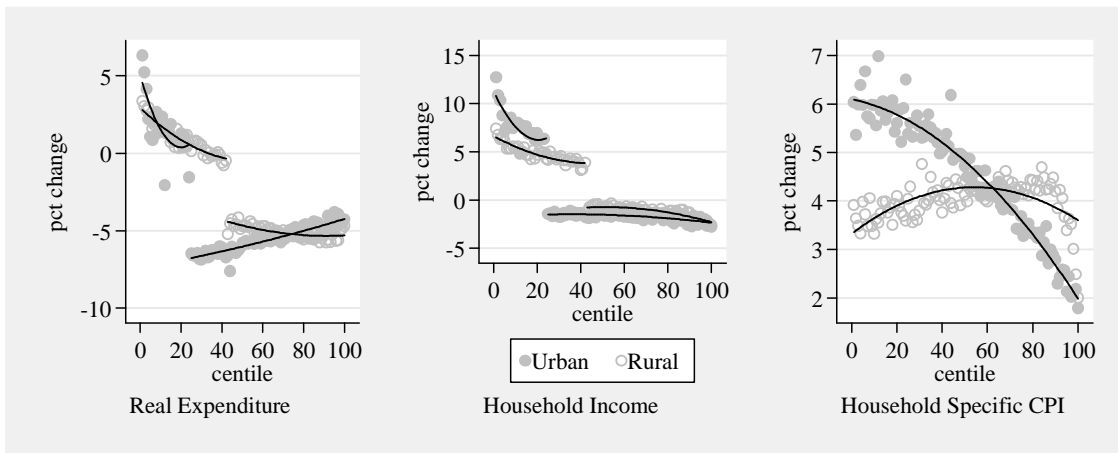 pct change
5
0
-5
-10
0 20 40 60 80 100
centile
Real Expenditure
pct change
15
10
5
0
-5
0 20 40 60 80 100
centile
Urban Rural
Household Income
pct change
7
6
5
4
3
2
0 20 40 60 80 100
centile
Household Specific CPI